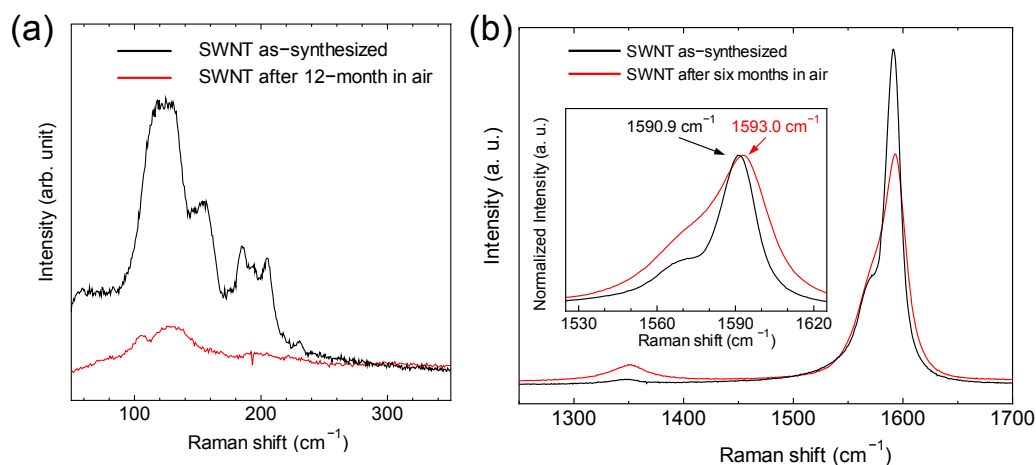 (a)
SWNT as−synthesized
SWNT after 12−month in air
Intensity (arb. unit)
100
200
300
Raman shift (cm−1)
(b)
SWNT as−synthesized
SWNT after six months in air
1590.9 cm−1
1593.0 cm−1
Normalized Intensity (a. u.)
1530
1560
1590
1620
Raman shift (cm−1)
Intensity (a. u.)
1300
1400
1500
1600
1700
Raman shift (cm−1)